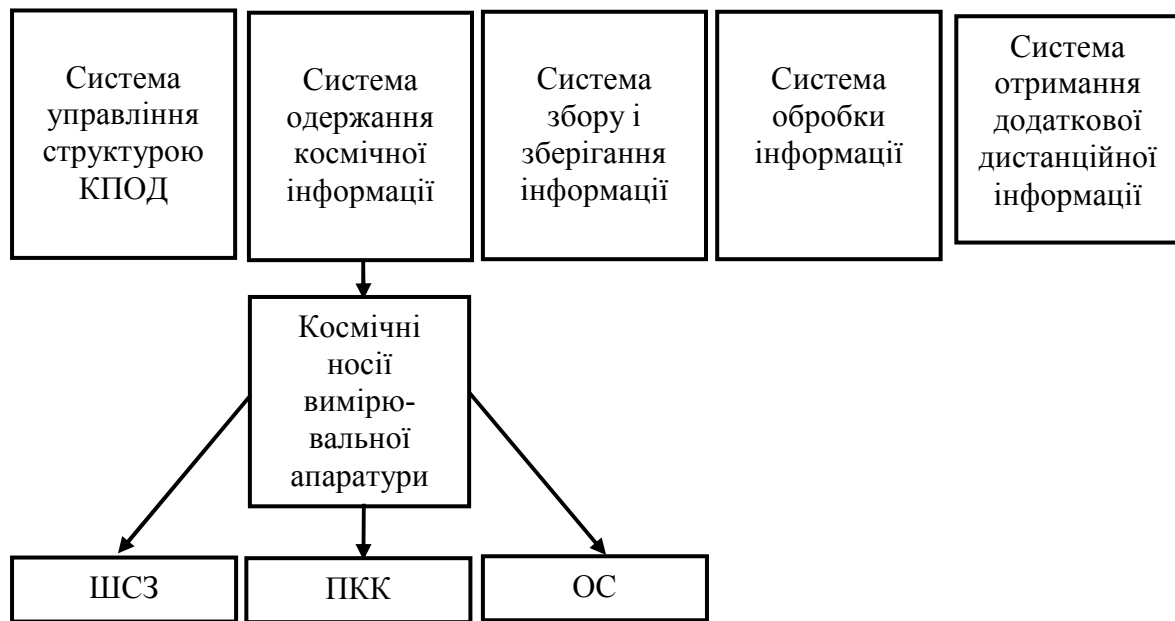 Система
управління
структурою
КПОД
Система
одержання
космічної
інформації
Система
збору і
зберігання
інформації
Система
обробки
інформації
Система
отримання
додаткової
дистанційної
інформації
Космічні
носії
вимірю-
вальної
апаратури
ШСЗ
ПКК
ОС